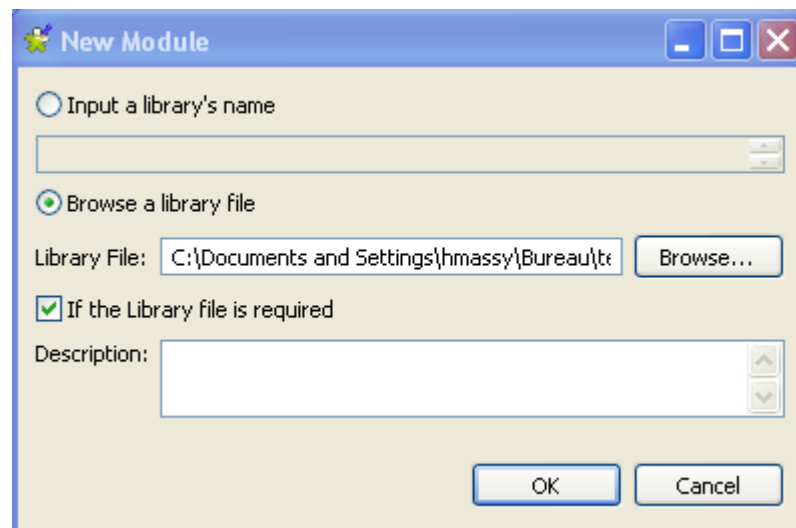 New Module
Input a library's name
Browse a library file
Library File: C:\Documents and Settings\hmassy\Bureau\te Browse...
If the Library file is required
Description:
OK Cancel